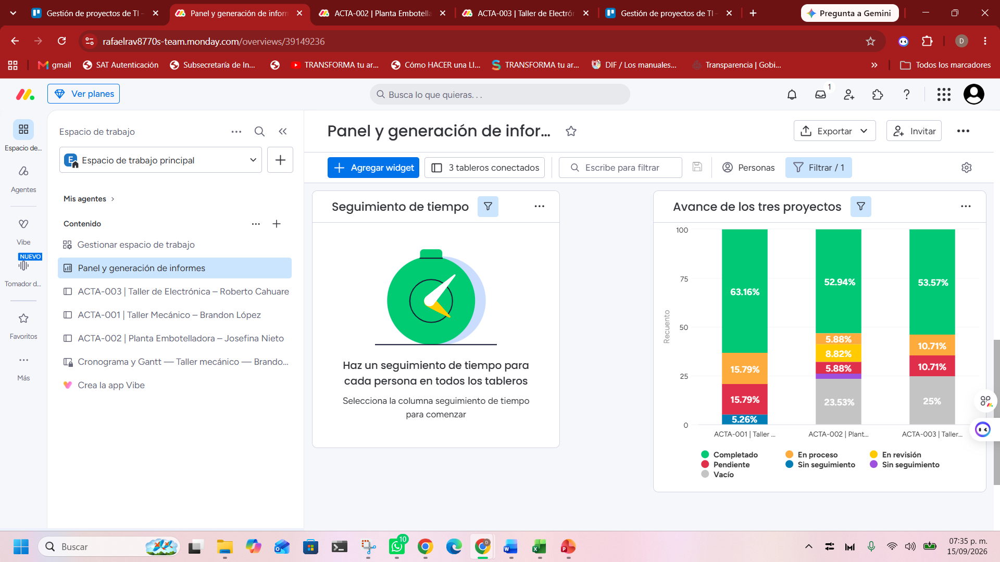 Gestión de proyectos de TI -
Panel y generación de inform
ACTA-002 | Planta Embotella
ACTA-003 | Taller de Electrón
Gestión de proyectos de TI -
Pregunta a Gemini
rafaelrav8770s-team.monday.com/overviews/39149236
D
gmail
SAT Autenticación
Subsecretaría de In...
TRANSFORMA tu ar...
Cómo HACER una LI...
TRANSFORMA tu ar...
DIF / Los manuales...
Transparencia | Gobi...
»
Todos los marcadores
Ver planes
Busca lo que quieras. . .
1
Espacio de...
Agentes
Vibe
NUEVO
Tomador d...
Favoritos
Más
Espacio de trabajo
E
Espacio de trabajo principal
Mis agentes
Contenido
Gestionar espacio de trabajo
Panel y generación de informes
ACTA-003 | Taller de Electrónica – Roberto Cahuare
ACTA-001 | Taller Mecánico – Brandon López
ACTA-002 | Planta Embotelladora – Josefina Nieto
Cronograma y Gantt — Taller mecánico — Brando...
Crea la app Vibe
Panel y generación de infor...
Exportar
Invitar
Agregar widget
3 tableros conectados
Escribe para filtrar
Personas
Filtrar / 1
Seguimiento de tiempo
Haz un seguimiento de tiempo para
cada persona en todos los tableros
Selecciona la columna seguimiento de tiempo
para comenzar
Avance de los tres proyectos
Recuento
100
75
50
25
0
63.16%
15.79%
15.79%
5.26%
52.94%
5.88%
8.82%
5.88%
23.53%
53.57%
10.71%
10.71%
25%
ACTA-001 | Taller ...
ACTA-002 | Plant...
ACTA-003 | Taller...
Completado
En proceso
En revisión
Pendiente
Sin seguimiento
Sin seguimiento
Vacío
Buscar
10
07:35 p. m.
15/09/2026